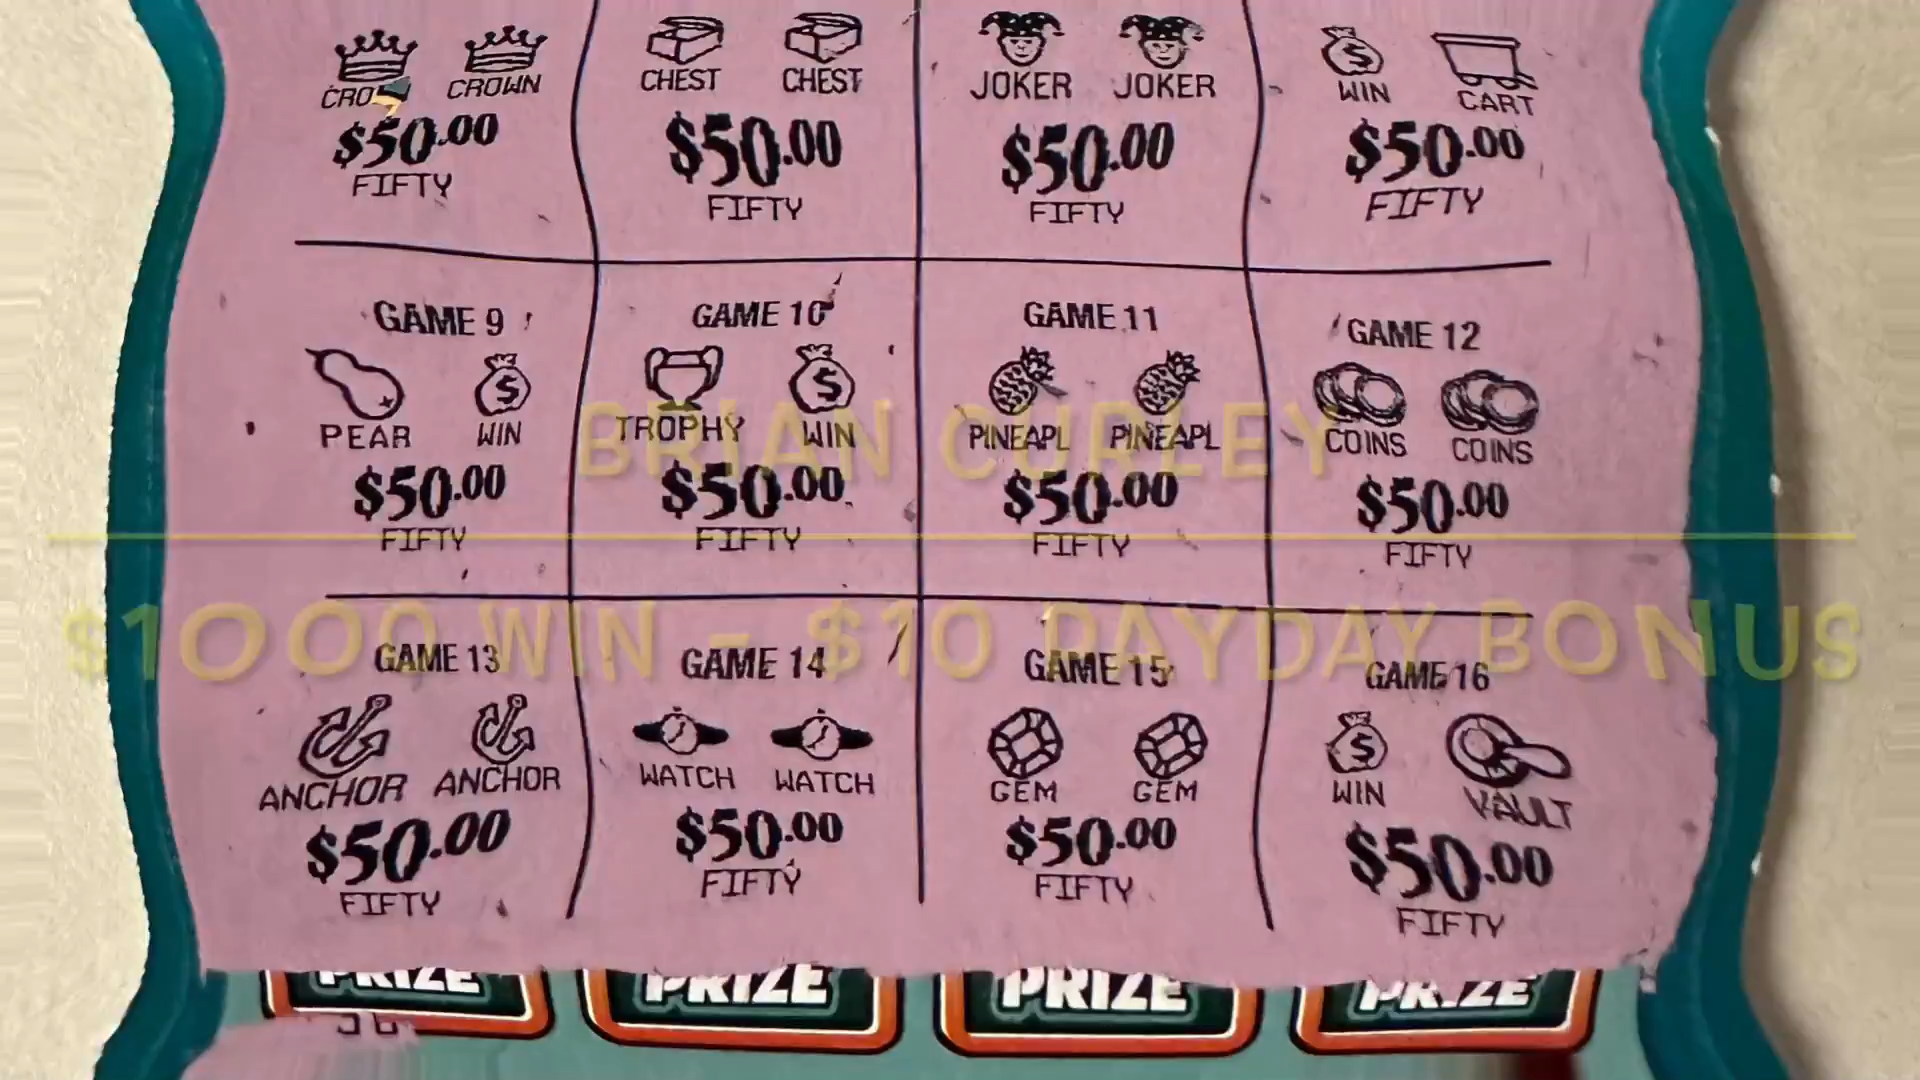 CROWN CHEST CHEST JOKER JOKER WIN CART
$50.00 $50.00 $50.00 $50.00
FIFTY FIFTY FIFTY FIFTY
GAME 9 GAME 10 GAME 11 GAME 12
PEAR WIN TROPHY WIN PINEAPL PINEAPL COINS COINS
BRIAN CURLEY
$50.00 $50.00 $50.00 $50.00
FIFTY FIFTY FIFTY FIFTY
$1000 WIN - $10 PAYDAY BONUS
GAME 13 GAME 14 GAME 15 GAME 16
ANCHOR ANCHOR WATCH WATCH GEM GEM WIN VAULT
$50.00 $50.00 $50.00 $50.00
FIFTY FIFTY FIFTY FIFTY
PRIZE PRIZE PRIZE PRIZE